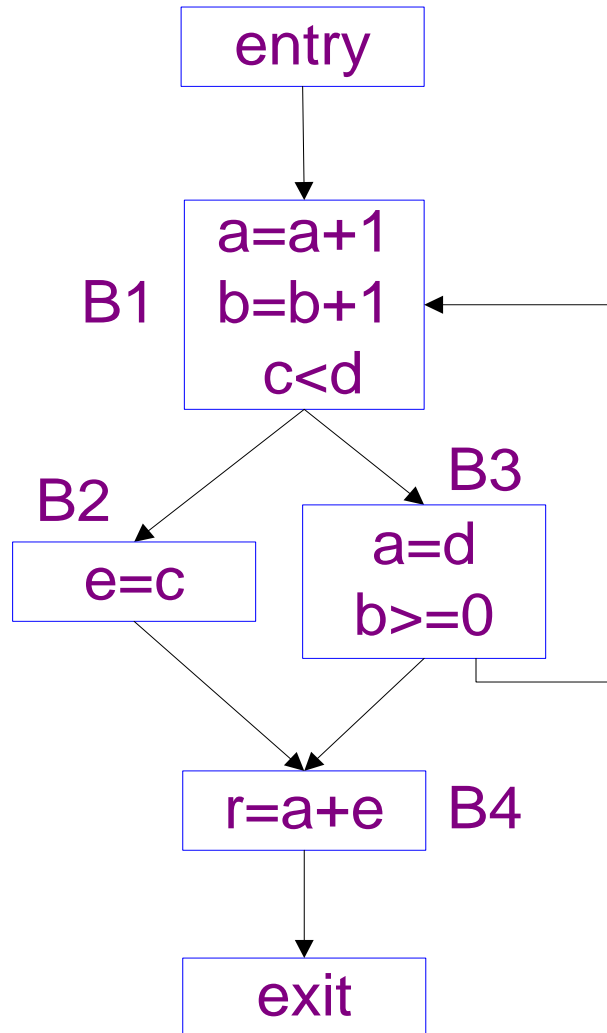 entry
B1
a=a+1
b=b+1
c<d
B2
e=c
B3
a=d
b>=0
r=a+e
B4
exit